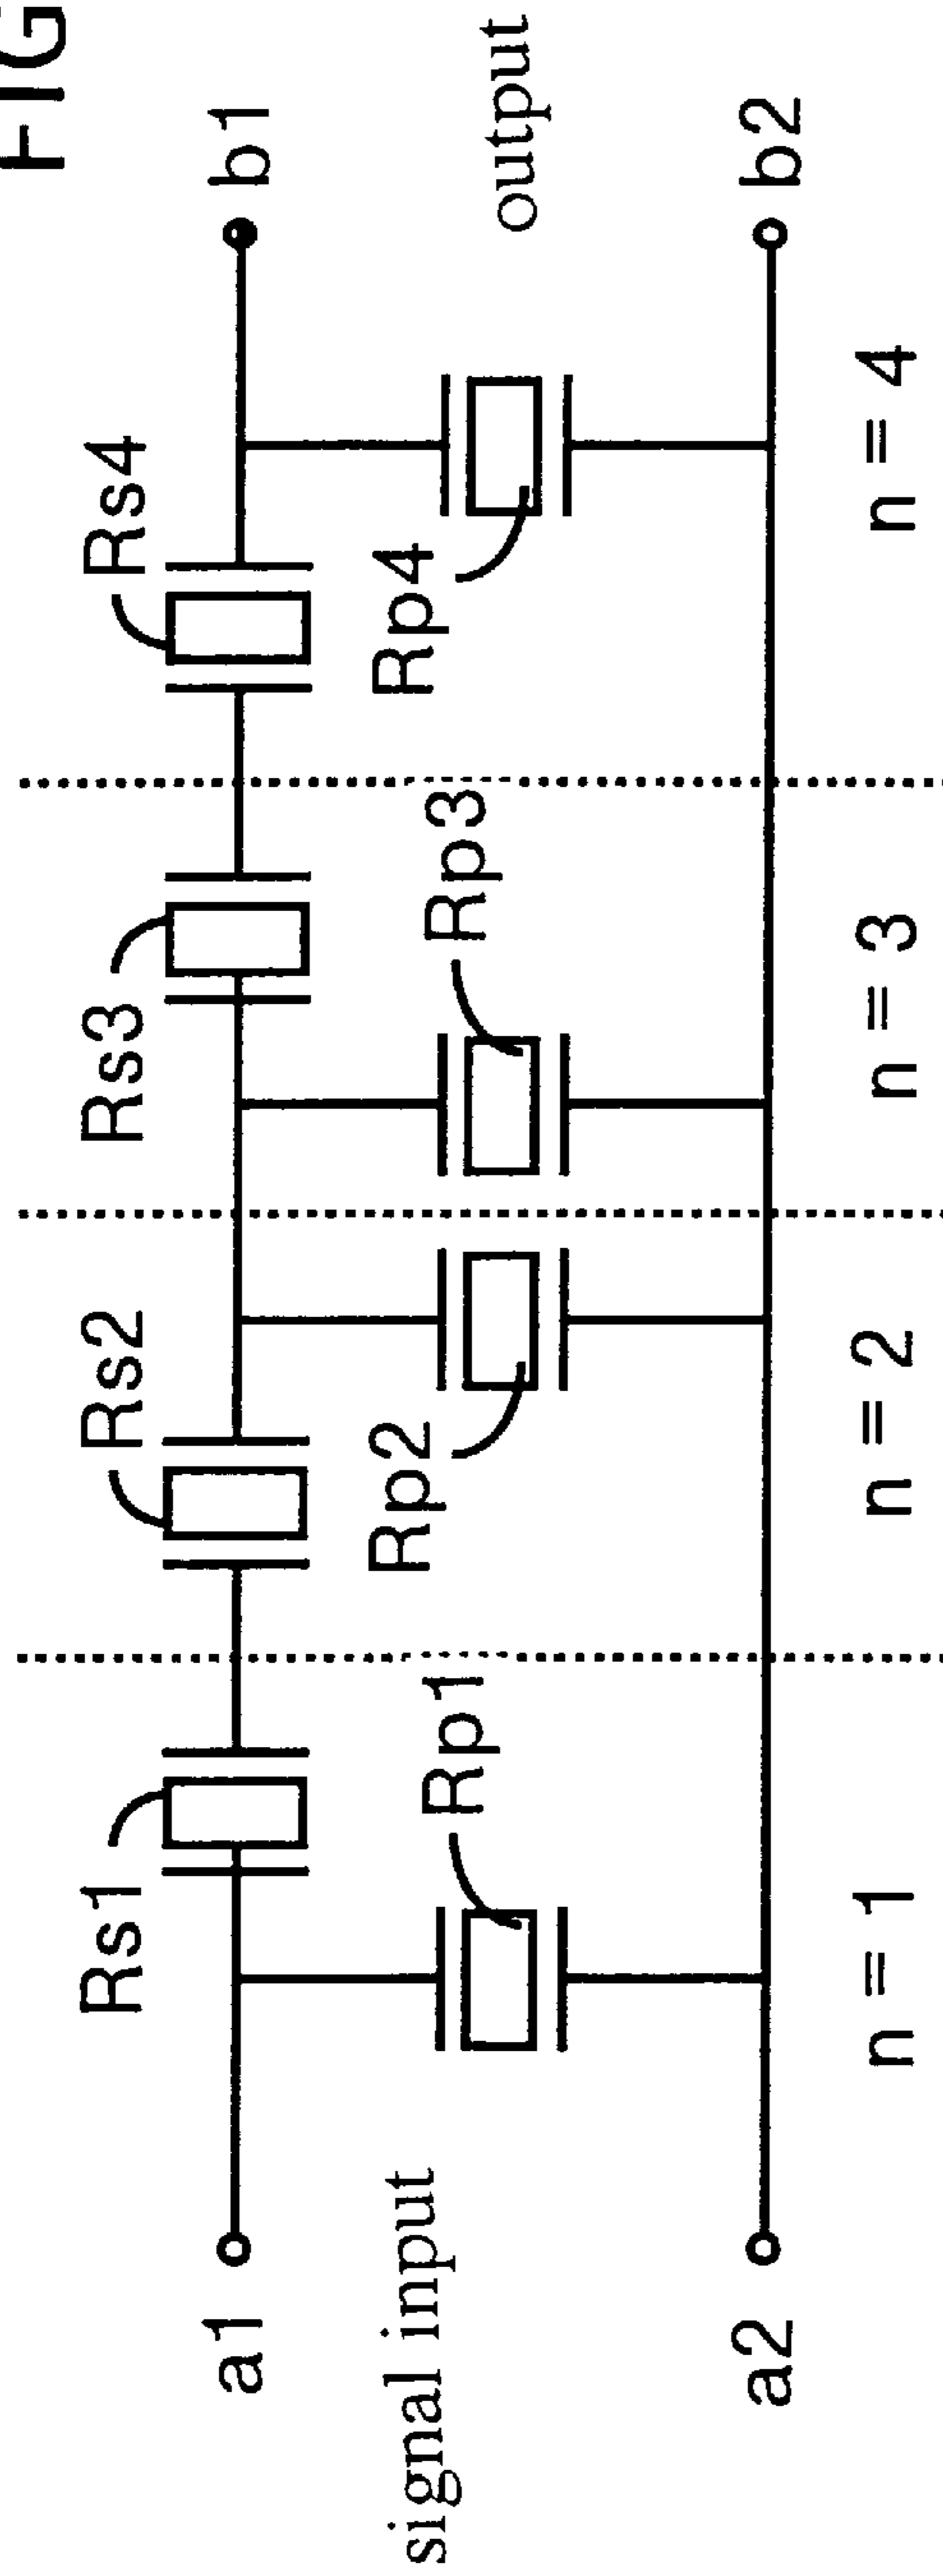 FIG
Rs1
Rs2
Rs3
Rs4
a1
b1
signal input
Rp1
Rp2
Rp3
Rp4
output
a2
b2
n = 1
n = 2
n = 3
n = 4